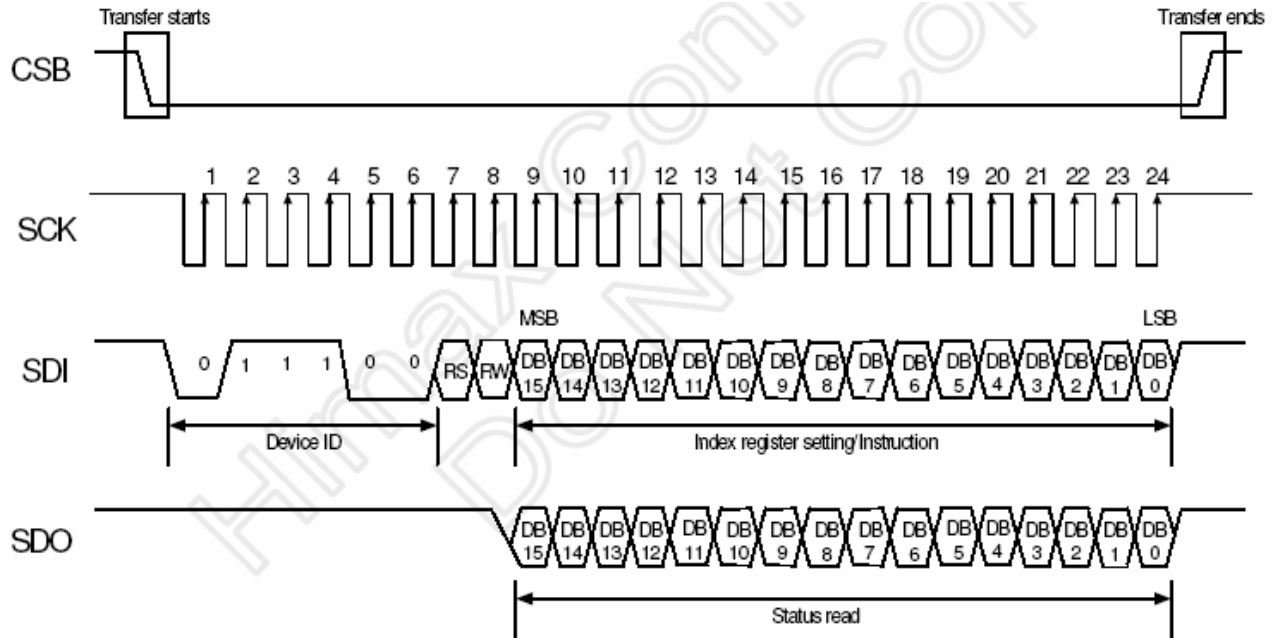 Transfer starts Transfer ends
CSB
1 2 3 4 5 6 7 8 9 10 11 12 13 14 15 16 17 18 19 20 21 22 23 24
SCK
MSB LSB
SDI 0 1 1 1 0 0 RS RW DB 15 DB 14 DB 13 DB 12 DB 11 DB 10 DB 9 DB 8 DB 7 DB 6 DB 5 DB 4 DB 3 DB 2 DB 1 DB 0
Device ID Index register setting/Instruction
SDO DB 15 DB 14 DB 13 DB 12 DB 11 DB 10 DB 9 DB 8 DB 7 DB 6 DB 5 DB 4 DB 3 DB 2 DB 1 DB 0
Status read
Himax Con
Do Not Cop